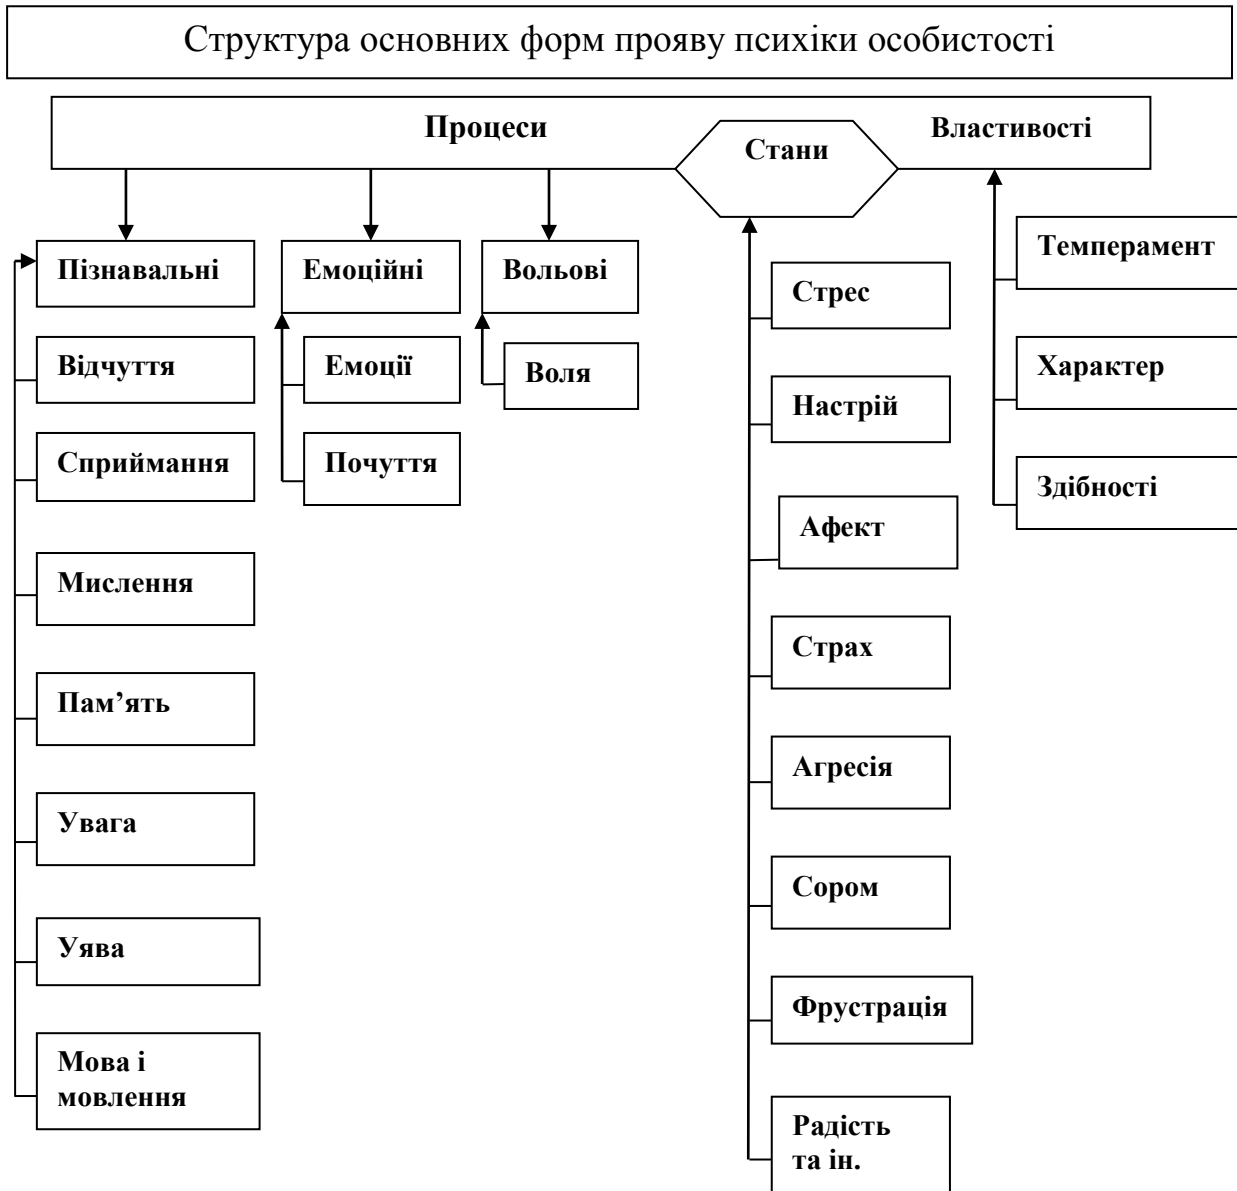 Структура основних форм прояву психіки особистості
Процеси
Стани
Властивості
Пізнавальні
Відчуття
Сприймання
Мислення
Пам’ять
Увага
Уява
Мова і
мовлення
Емоційні
Емоції
Почуття
Вольові
Воля
Стрес
Настрій
Афект
Страх
Агресія
Сором
Фрустрація
Радість
та ін.
Темперамент
Характер
Здібності